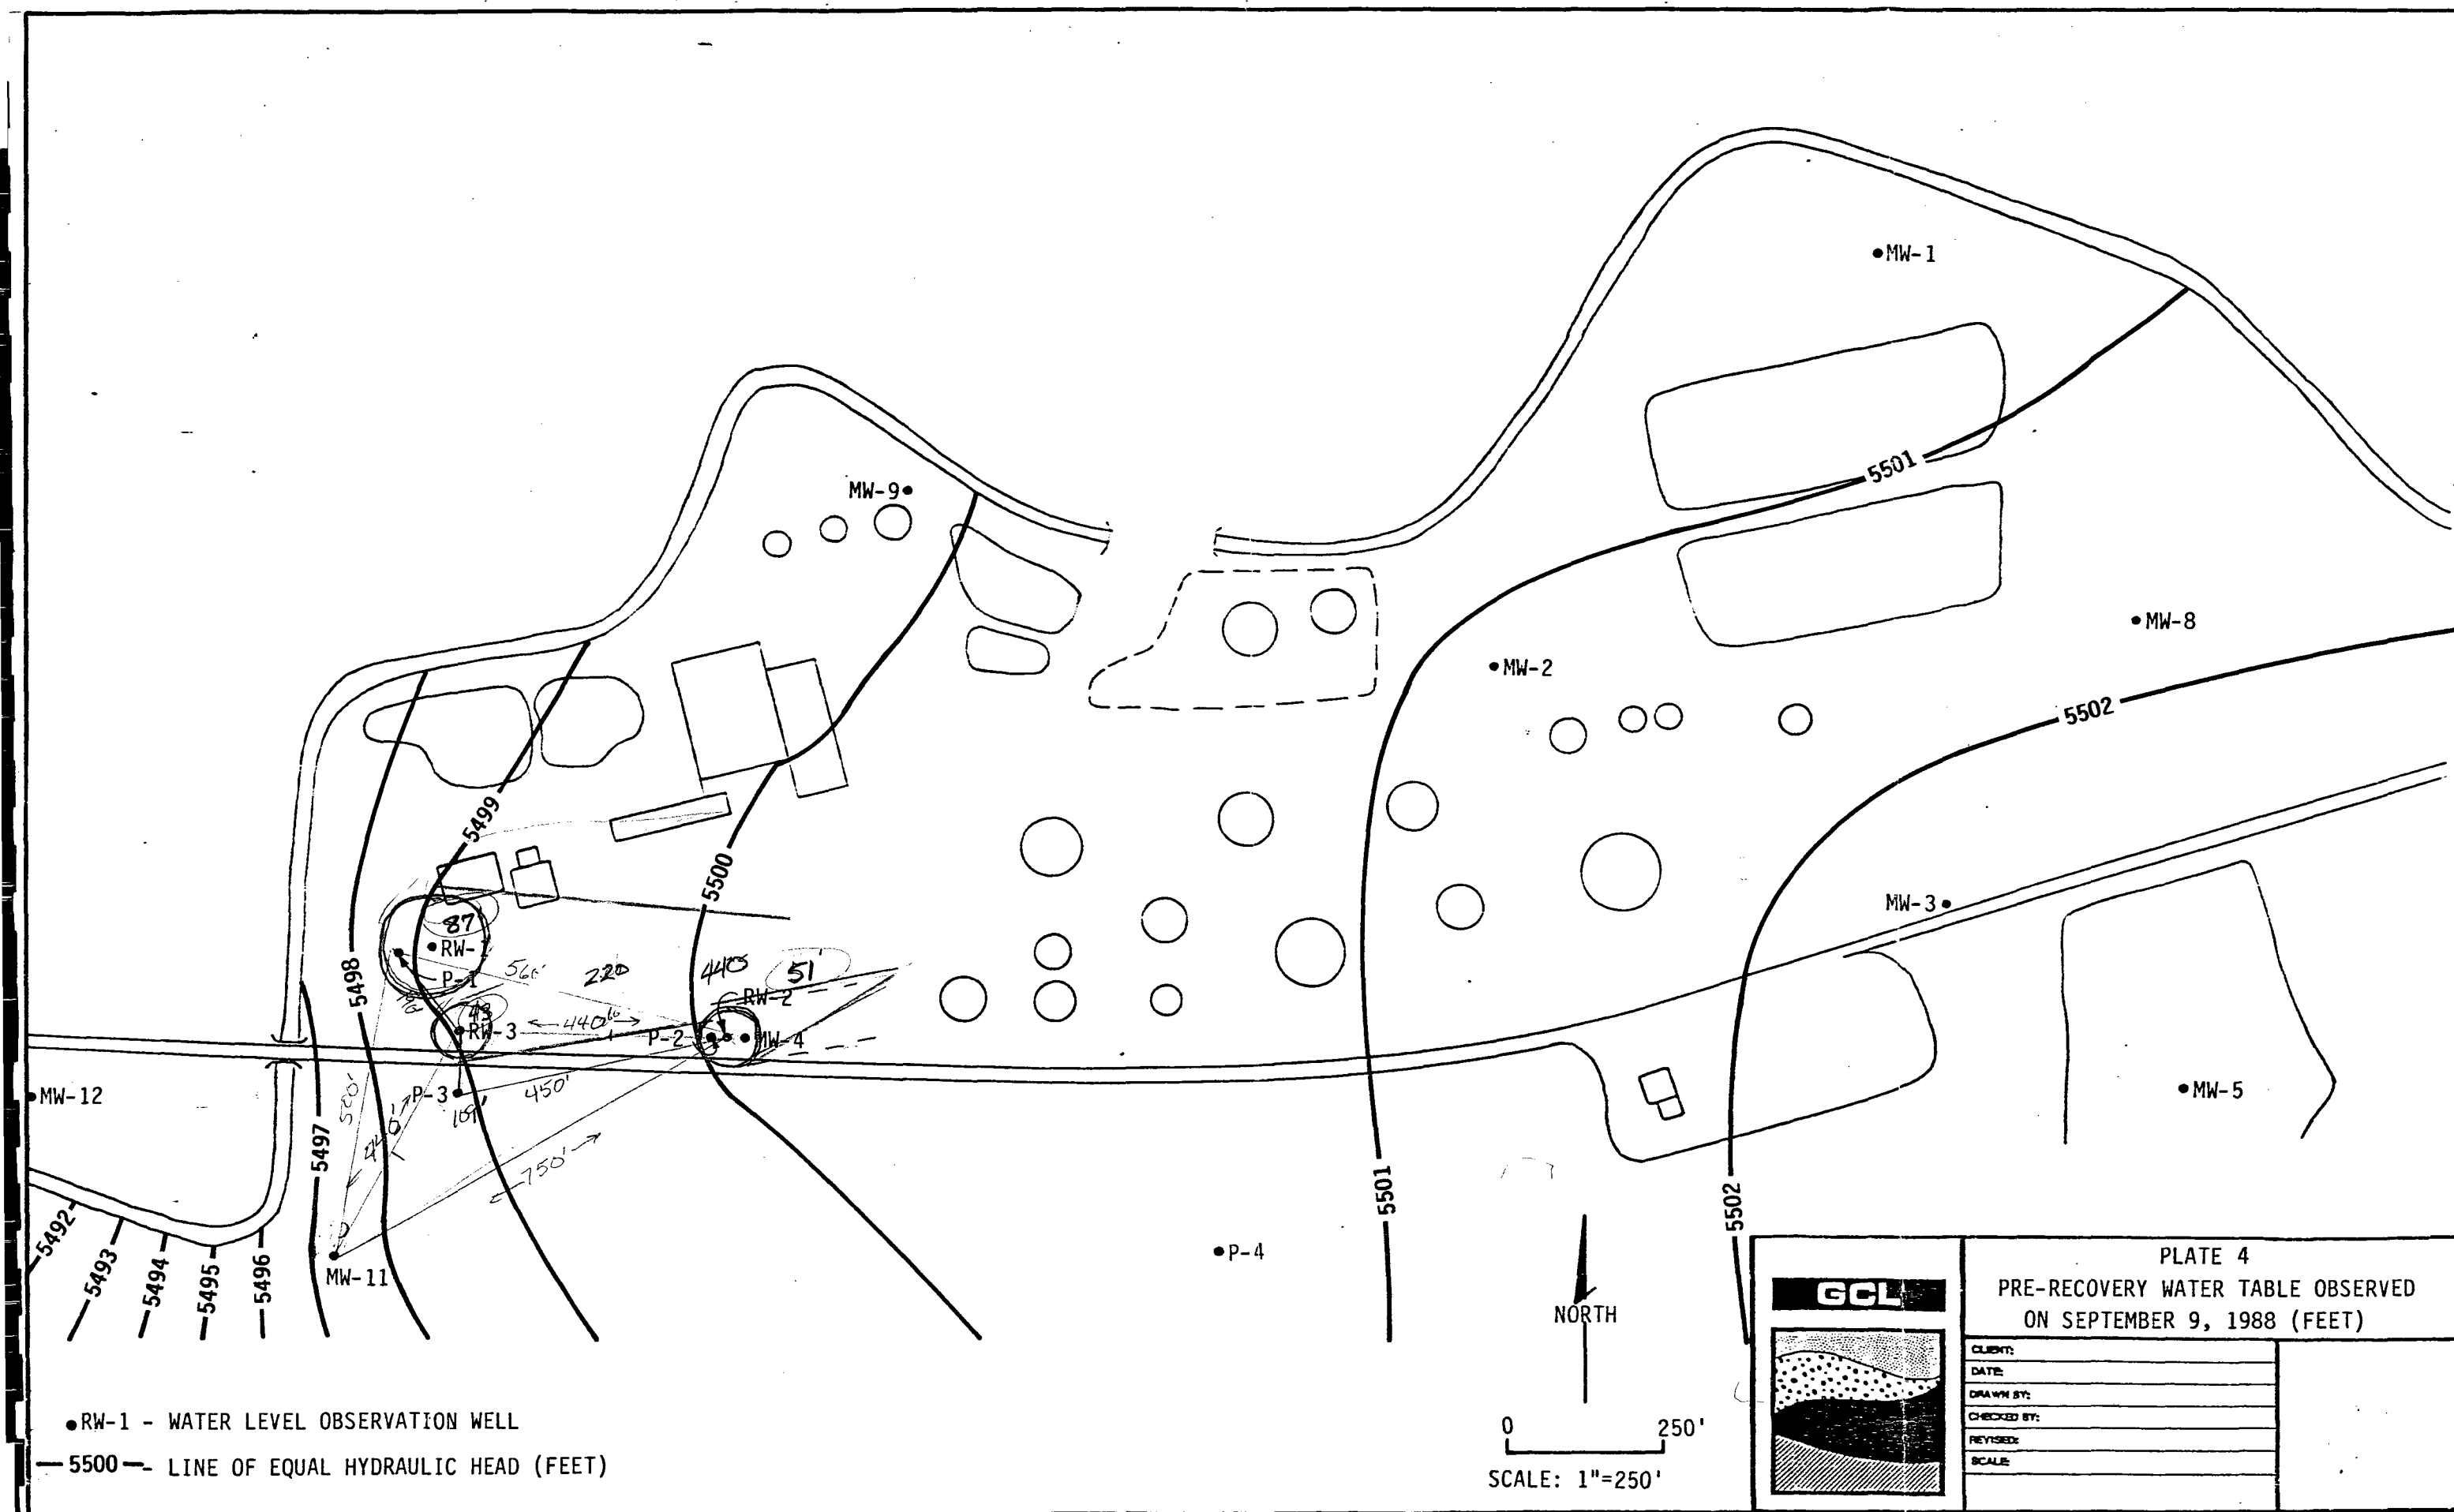 MW-1
5501
MW-9
MW-8
MW-2
5502
5499
MW-3
5500
87'
RW-1
P-1
560'
220
440'
51'
5498
RW-2
43
RW-3
440
P-2
MW-4
MW-12
500'
P-3
109'
450'
MW-5
5497
750'
5501
5502
5492
5493
5494
5495
5496
MW-11
P-4
NORTH
GCL
PLATE 4
PRE-RECOVERY WATER TABLE OBSERVED
ON SEPTEMBER 9, 1988 (FEET)
CLIENT:
DATE:
DRAWN BY:
CHECKED BY:
REVISED:
SCALE:
RW-1 - WATER LEVEL OBSERVATION WELL
5500 - LINE OF EQUAL HYDRAULIC HEAD (FEET)
0 250'
SCALE: 1"=250'